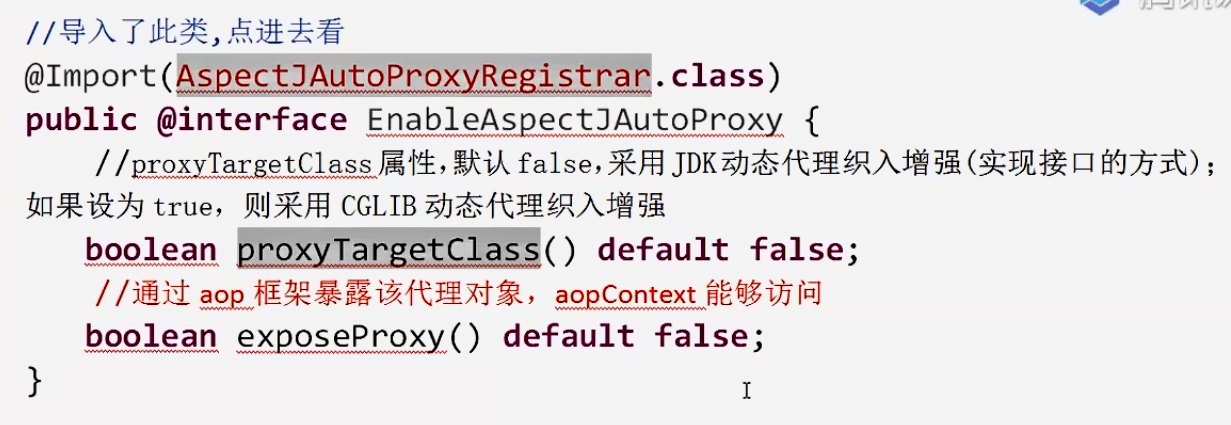 //导入了此类,点进去看
@Import(AspectJAutoProxyRegistrar.class)
public @interface EnableAspectJAutoProxy {
//proxyTargetClass属性,默认false,采用JDK动态代理织入增强(实现接口的方式);
如果设为true，则采用CGLIB动态代理织入增强
boolean proxyTargetClass() default false;
//通过aop框架暴露该代理对象，aopContext能够访问
boolean exposeProxy() default false;
}